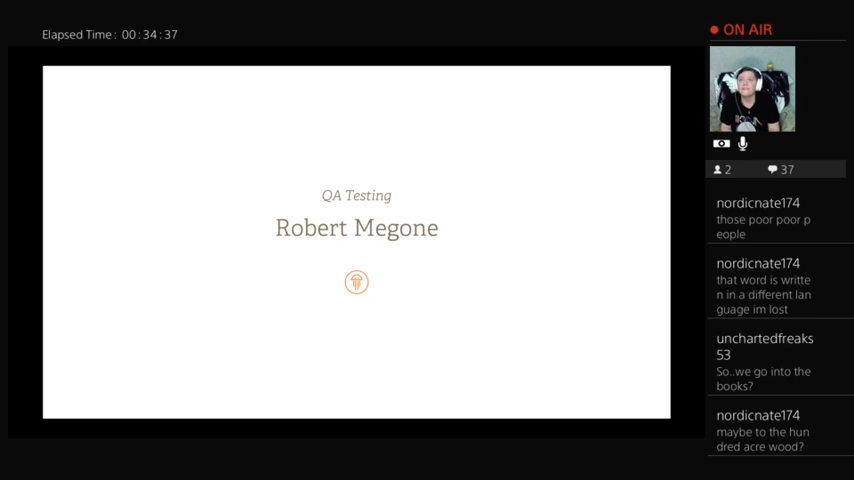 Elapsed Time: 00:34:37
ON AIR
QA Testing
Robert Megone
2 37
nordicnate174
those poor poor p
eople
nordicnate174
that word is writte
n in a different lan
guage im lost
unchartedfreaks
53
So..we go into the
books?
nordicnate174
maybe to the hun
dred acre wood?